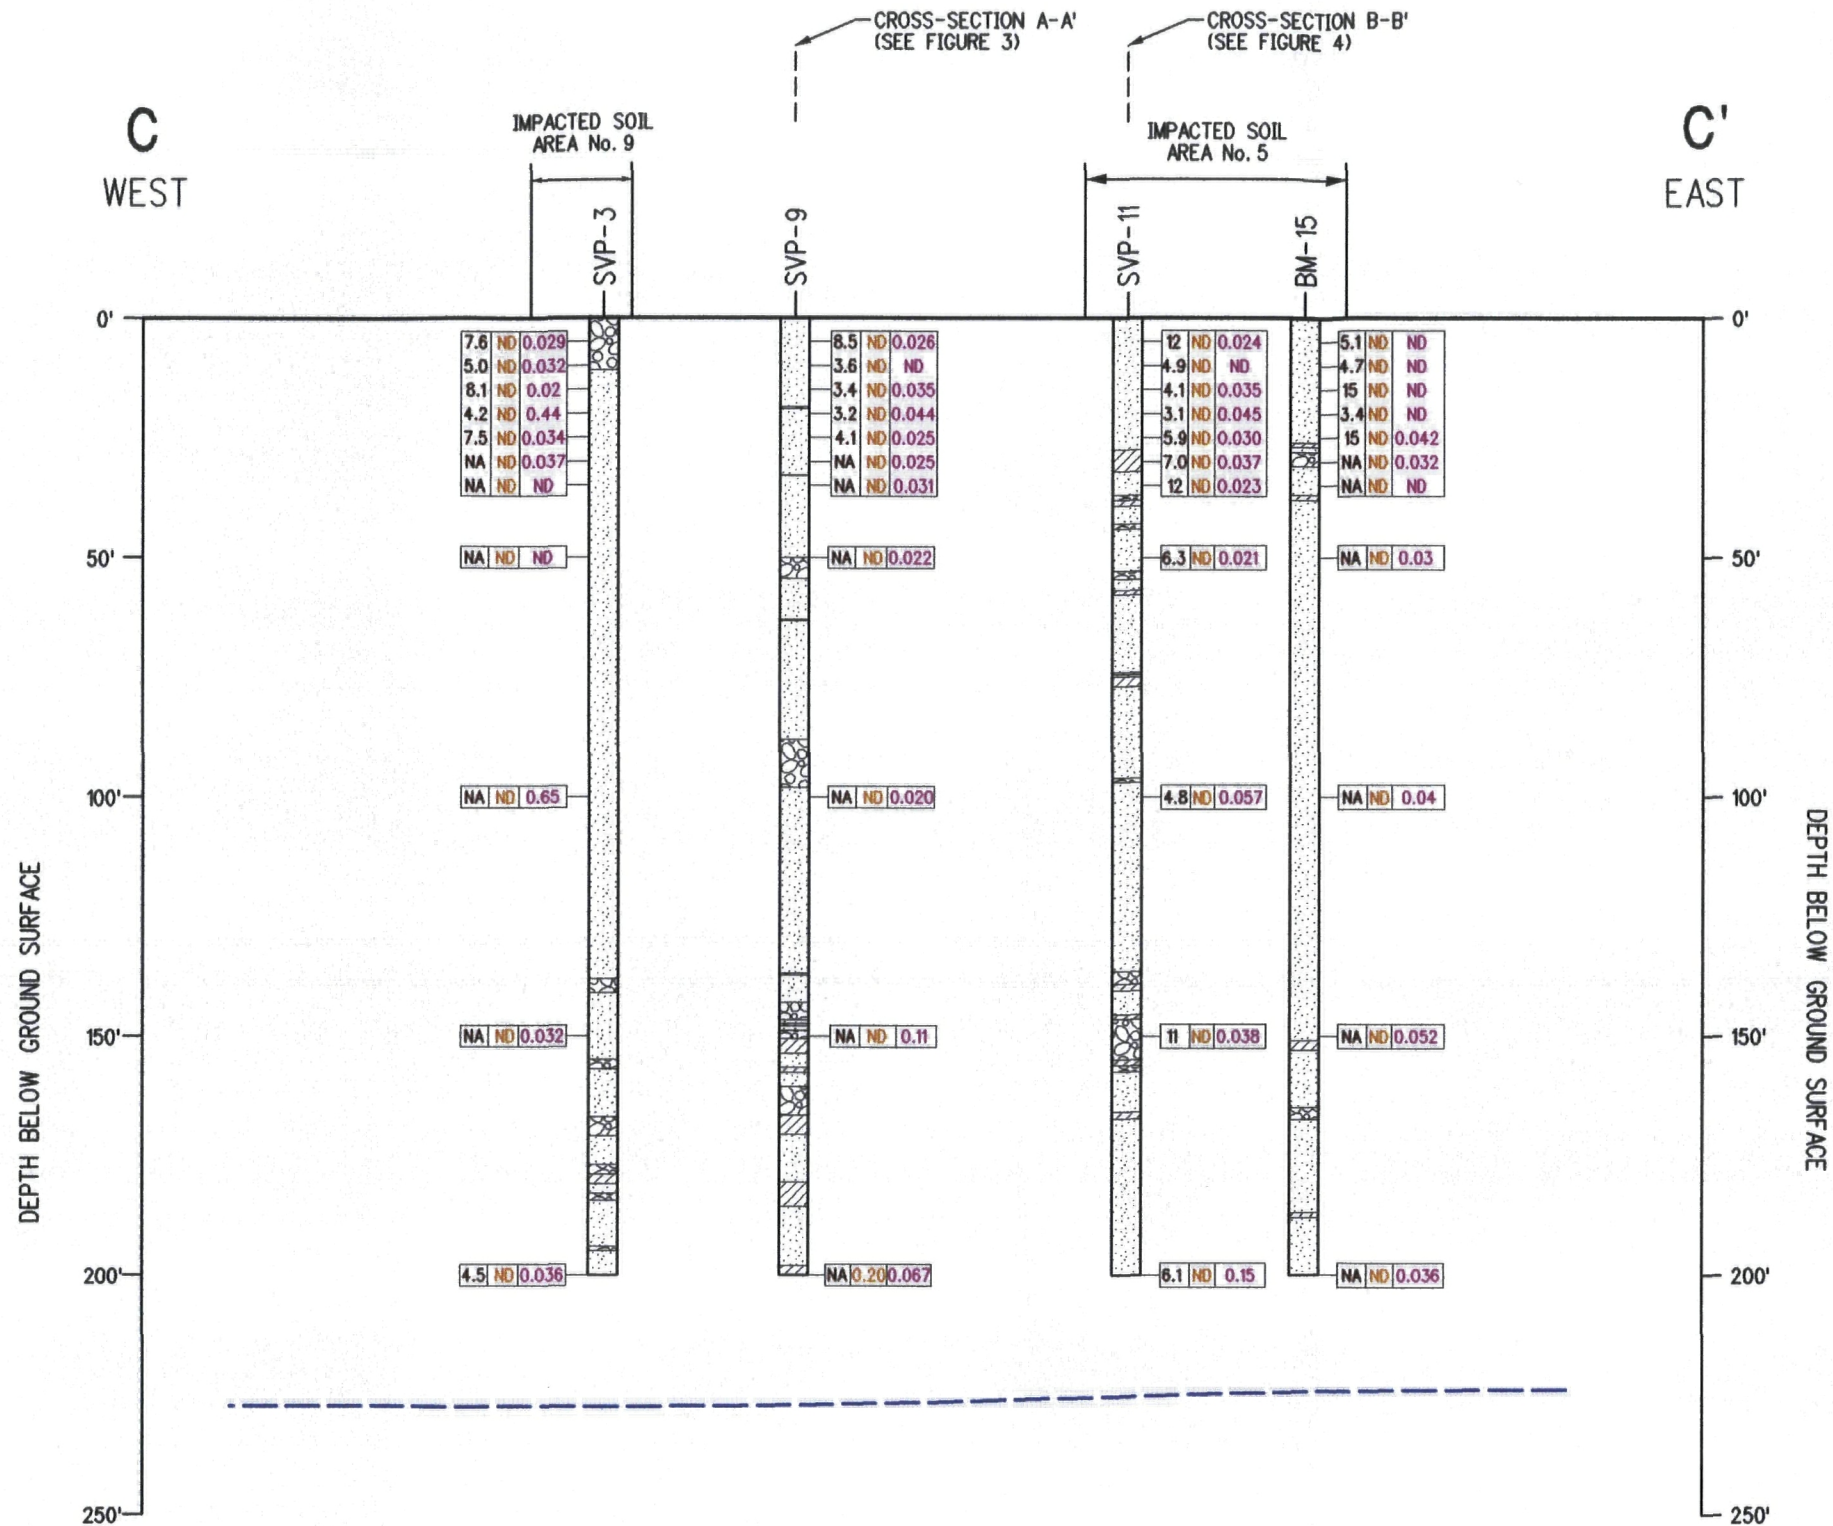 CROSS-SECTION A-A'
(SEE FIGURE 3)
CROSS-SECTION B-B'
(SEE FIGURE 4)
C
WEST
IMPACTED SOIL
AREA No. 9
IMPACTED SOIL
AREA No. 5
C'
EAST
SVP-3
SVP-9
SVP-11
BM-15
0'
50'
100'
150'
200'
250'
DEPTH BELOW GROUND SURFACE
7.6 ND 0.029
5.0 ND 0.032
8.1 ND 0.02
4.2 ND 0.44
7.5 ND 0.034
NA ND 0.037
NA ND ND
NA ND ND
NA ND 0.65
NA ND 0.032
4.5 ND 0.036
8.5 ND 0.026
3.6 ND ND
3.4 ND 0.035
3.2 ND 0.044
4.1 ND 0.025
NA ND 0.025
NA ND 0.031
NA ND 0.022
NA ND 0.020
NA ND 0.11
NA 0.20 0.067
12 ND 0.024
4.9 ND ND
4.1 ND 0.035
3.1 ND 0.045
5.9 ND 0.030
7.0 ND 0.037
12 ND 0.023
6.3 ND 0.021
4.8 ND 0.057
11 ND 0.038
6.1 ND 0.15
5.1 ND ND
4.7 ND ND
15 ND ND
3.4 ND ND
15 ND 0.042
NA ND 0.032
NA ND ND
NA ND 0.03
NA ND 0.04
NA ND 0.052
NA ND 0.036
0'
50'
100'
150'
200'
250'
DEPTH BELOW GROUND SURFACE